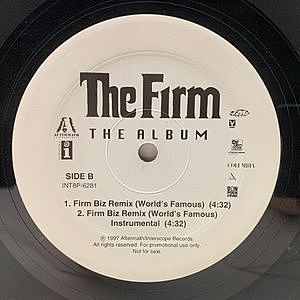 The Firm
THE ALBUM
AFTERMATH
i
COLUMBIA
SIDE B
INT8P-6281
1. Firm Biz Remix (World's Famous) (4:32)
2. Firm Biz Remix (World's Famous)
Instrumental (4:32)
℗ 1997 Aftermath/Interscope Records.
All rights reserved. For promotional use only.
Not for sale.